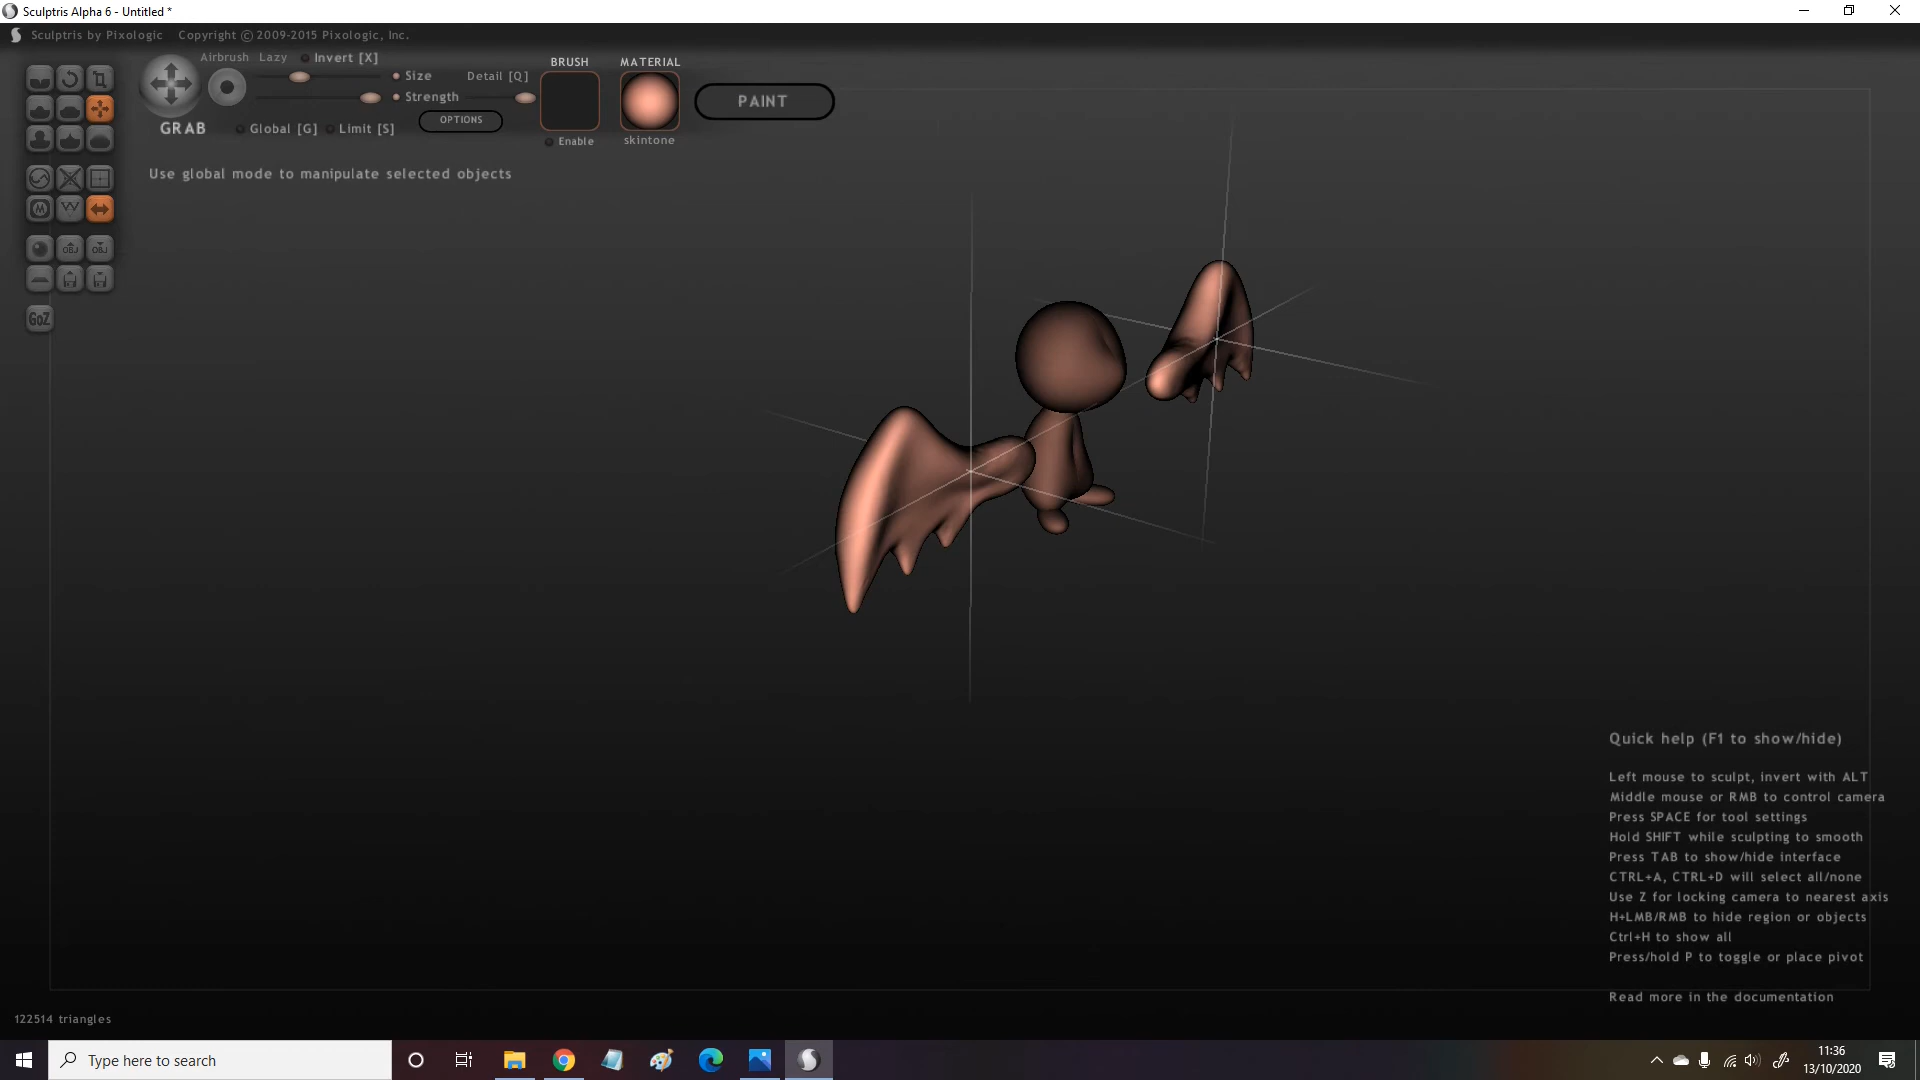 Sculptris Alpha 6 - Untitled *
Sculptris by Pixologic Copyright © 2009-2015 Pixologic, Inc.
Airbrush Lazy Invert [X]
BRUSH MATERIAL
Size Detail [Q]
Strength
PAINT
OPTIONS
GRAB Global [G] Limit [S]
Enable skintone
Use global mode to manipulate selected objects
M
OBJ OBJ
GoZ
Quick help (F1 to show/hide)
Left mouse to sculpt, invert with ALT
Middle mouse or RMB to control camera
Press SPACE for tool settings
Hold SHIFT while sculpting to smooth
Press TAB to show/hide interface
CTRL+A, CTRL+D will select all/none
Use Z for locking camera to nearest axis
H+LMB/RMB to hide region or objects
Ctrl+H to show all
Press/hold P to toggle or place pivot
Read more in the documentation
122514 triangles
Type here to search
11:36
13/10/2020